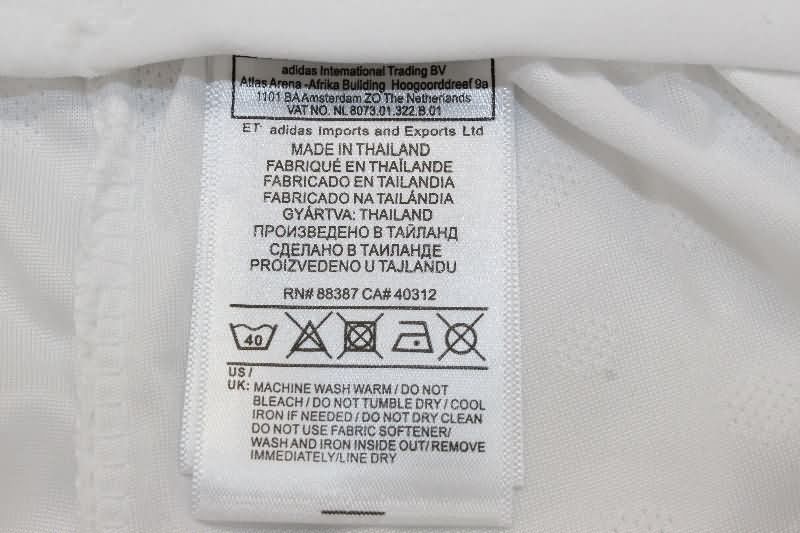 adidas International Trading BV
Atlas Arena -Afrika Building Hoogoorddreef 9a
1101 BA Amsterdam ZO The Netherlands
VAT NO. NL 8073.01.322.B.01
ET adidas Imports and Exports Ltd
MADE IN THAILAND
FABRIQUÉ EN THAÏLANDE
FABRICADO EN TAILANDIA
FABRICADO NA TAILÂNDIA
GYÁRTVA: THAILAND
ПРОИЗВЕДЕНО В ТАЙЛАНД
СДЕЛАНО В ТАИЛАНДЕ
PROIZVEDENO U TAJLANDU
RN# 88387 CA# 40312
40
US /
UK: MACHINE WASH WARM / DO NOT
BLEACH / DO NOT TUMBLE DRY / COOL
IRON IF NEEDED / DO NOT DRY CLEAN
DO NOT USE FABRIC SOFTENER/
WASH AND IRON INSIDE OUT/ REMOVE
IMMEDIATELY/LINE DRY